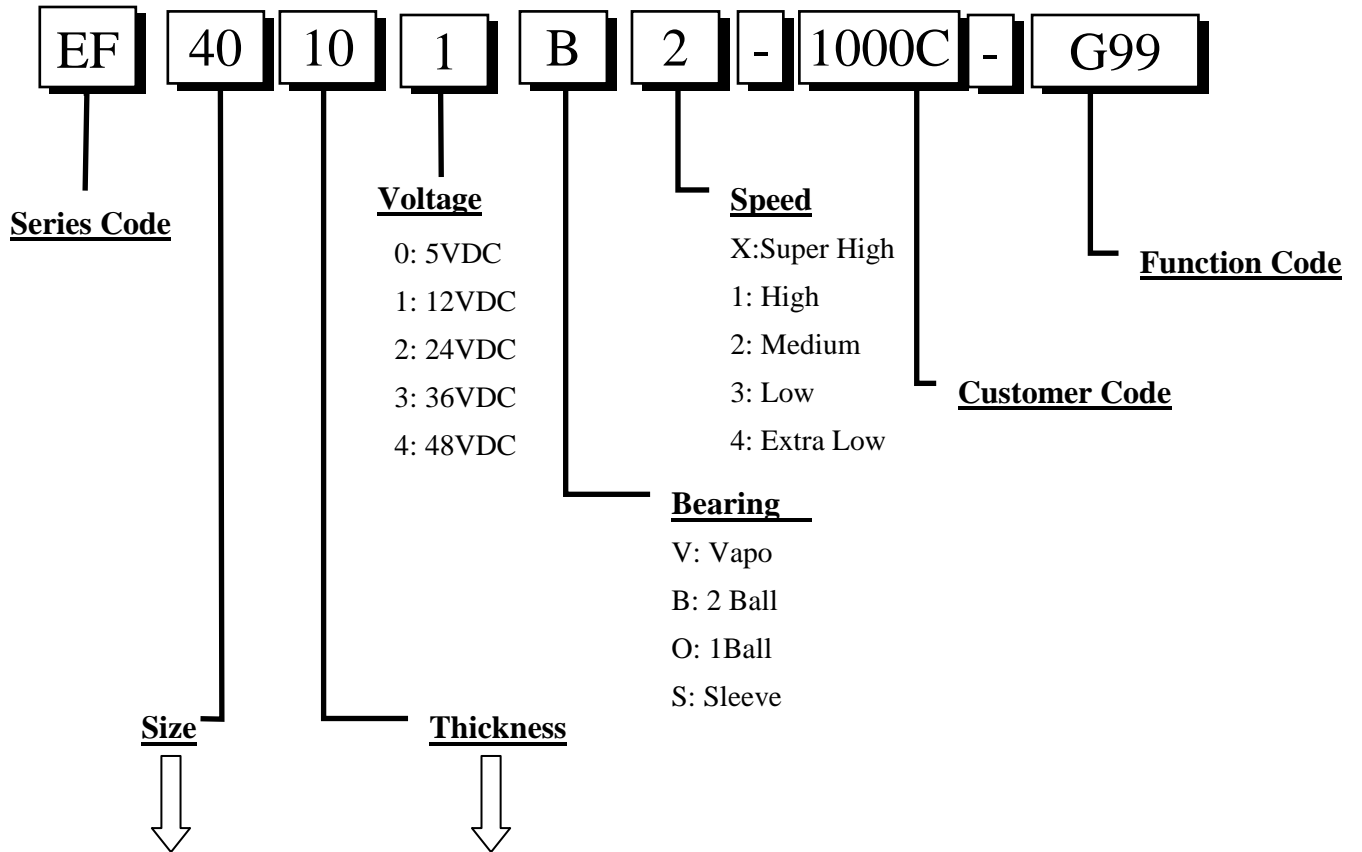 EF 40 10 1 B 2 - 1000C - G99
Series Code
Voltage
0: 5VDC
1: 12VDC
2: 24VDC
3: 36VDC
4: 48VDC
Speed
X:Super High
1: High
2: Medium
3: Low
4: Extra Low
Function Code
Customer Code
Bearing
V: Vapo
B: 2 Ball
O: 1Ball
S: Sleeve
Size
Thickness